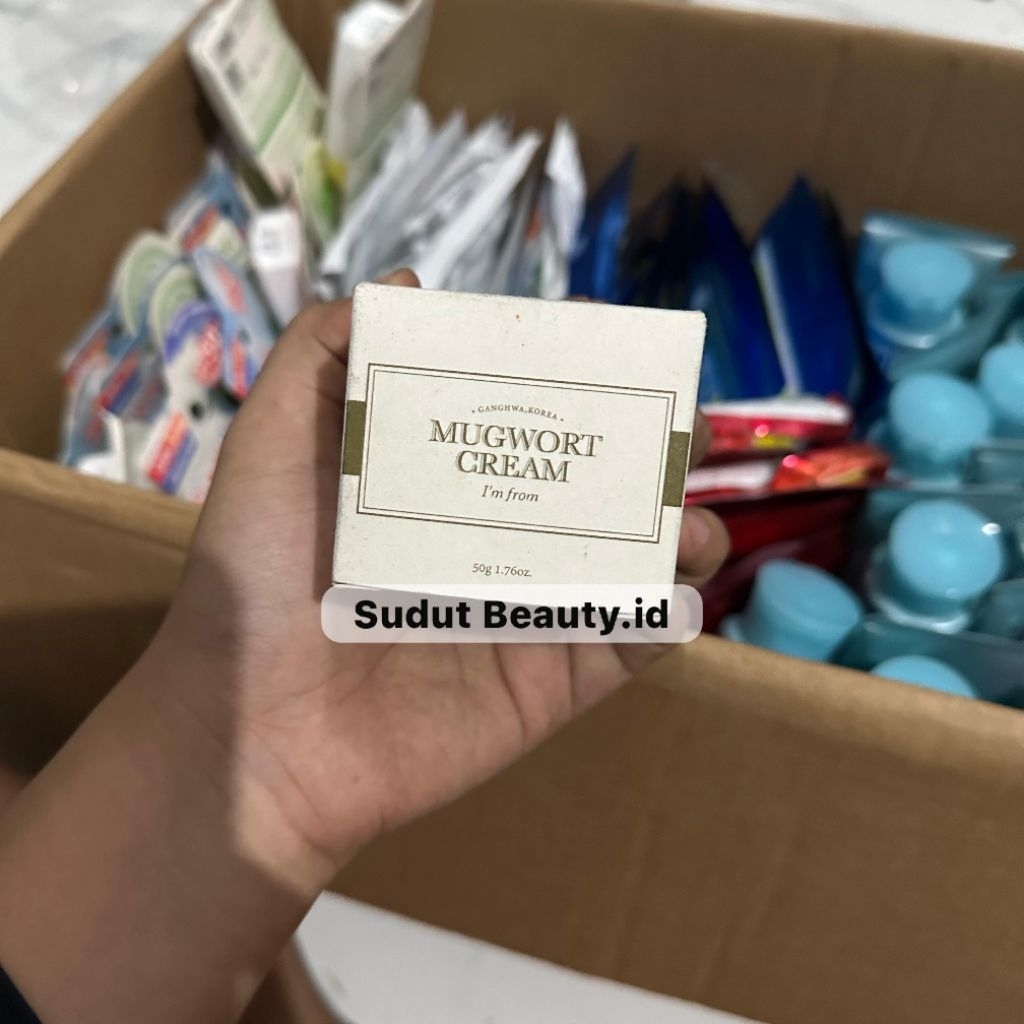 • GANGHWA, KOREA •
MUGWORT
CREAM
I'm from
50g 1.76oz.
Sudut Beauty.id